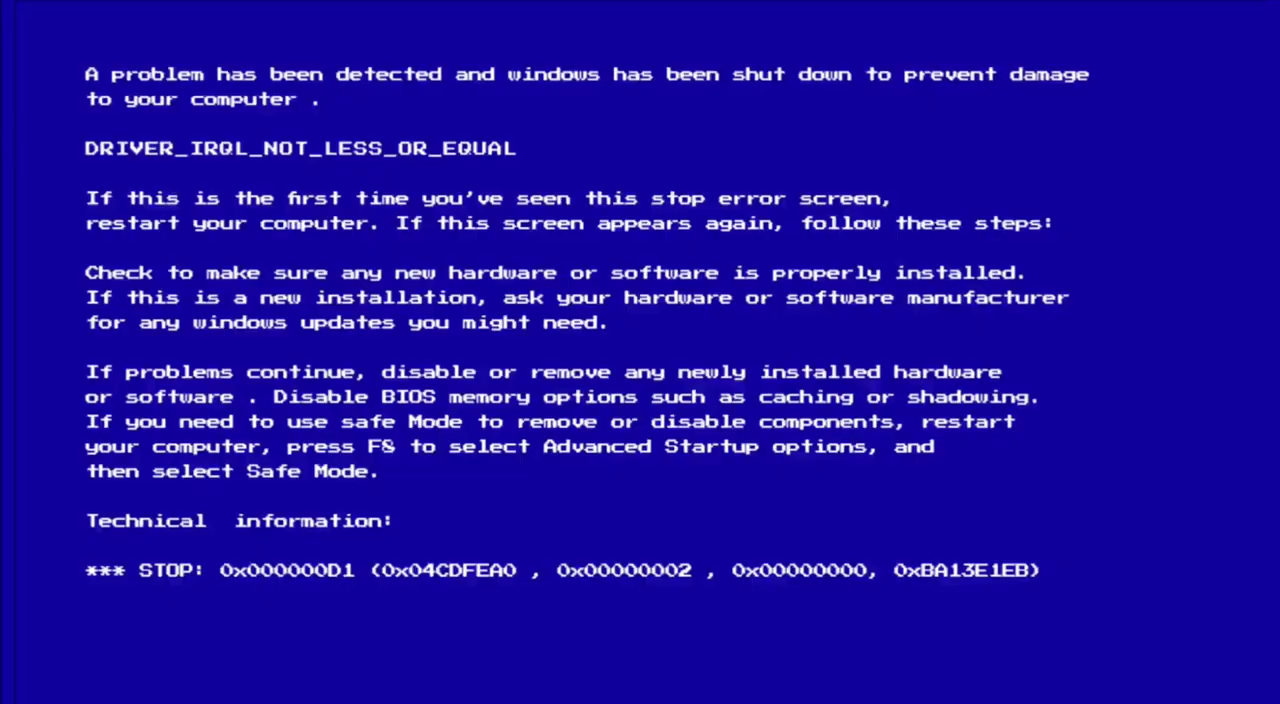 A problem has been detected and windows has been shut down to prevent damage
to your computer .
DRIVER_IRQL_NOT_LESS_OR_EQUAL
If this is the first time you've seen this stop error screen,
restart your computer. If this screen appears again, follow these steps:
Check to make sure any new hardware or software is properly installed.
If this is a new installation, ask your hardware or software manufacturer
for any windows updates you might need.
If problems continue, disable or remove any newly installed hardware
or software . Disable BIOS memory options such as caching or shadowing.
If you need to use safe Mode to remove or disable components, restart
your computer, press F8 to select Advanced Startup options, and
then select Safe Mode.
Technical  information:
*** STOP: 0x000000D1 (0x04CDFEA0 , 0x00000002 , 0x00000000, 0xBA13E1EB)